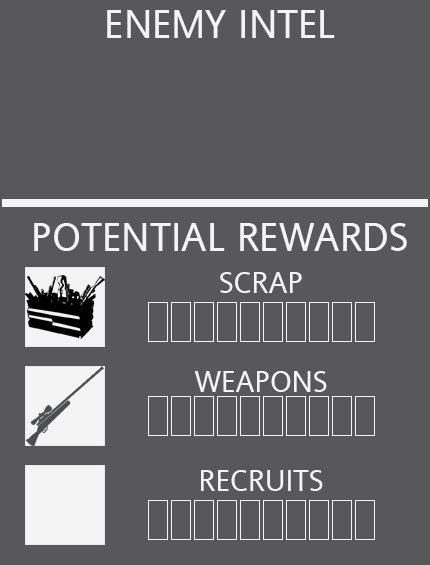 ENEMY INTEL
POTENTIAL REWARDS
SCRAP
WEAPONS
RECRUITS